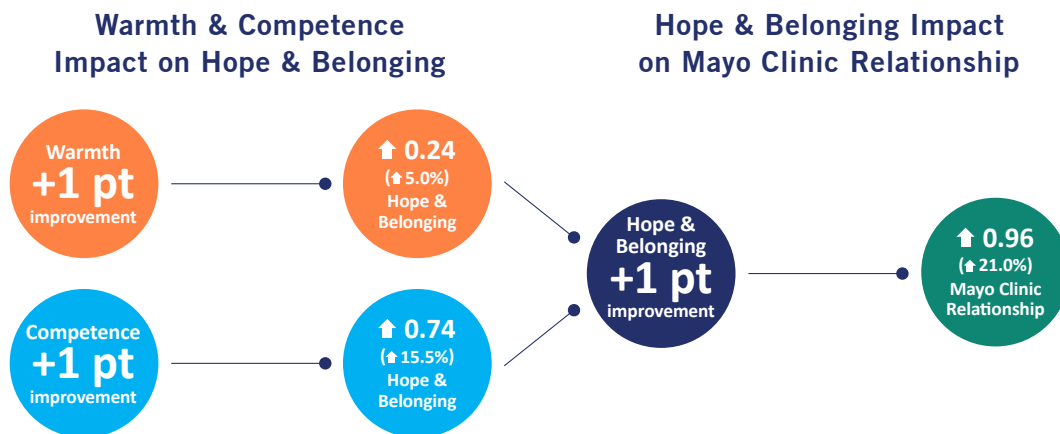 Warmth & Competence
Impact on Hope & Belonging
Hope & Belonging Impact
on Mayo Clinic Relationship
Warmth
+1 pt
improvement
⬆ 0.24
(⬆5.0%)
Hope &
Belonging
Competence
+1 pt
improvement
⬆ 0.74
(⬆15.5%)
Hope &
Belonging
Hope &
Belonging
+1 pt
improvement
⬆ 0.96
(⬆21.0%)
Mayo Clinic
Relationship